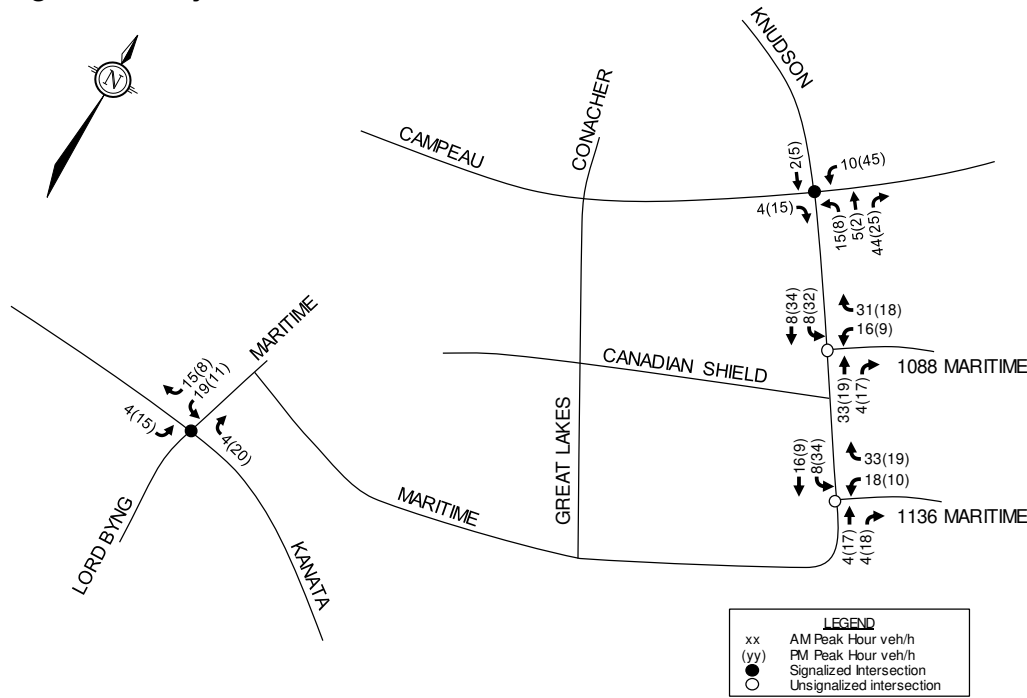 N
KNUDSON
CONACHER
CAMPEAU
2(5)
10(45)
4(15)
15(8)
5(2)
44(25)
8(34)
8(32)
31(18)
16(9)
1088 MARITIME
33(19)
4(17)
CANADIAN SHIELD
GREAT LAKES
16(9)
8(34)
33(19)
18(10)
1136 MARITIME
4(17)
4(18)
MARITIME
15(8)
19(11)
4(15)
4(20)
MARITIME
LORD BYNG
KANATA
LEGEND
xx AM Peak Hour veh/h
(yy) PM Peak Hour veh/h
Signalized Intersection
Unsignalized intersection